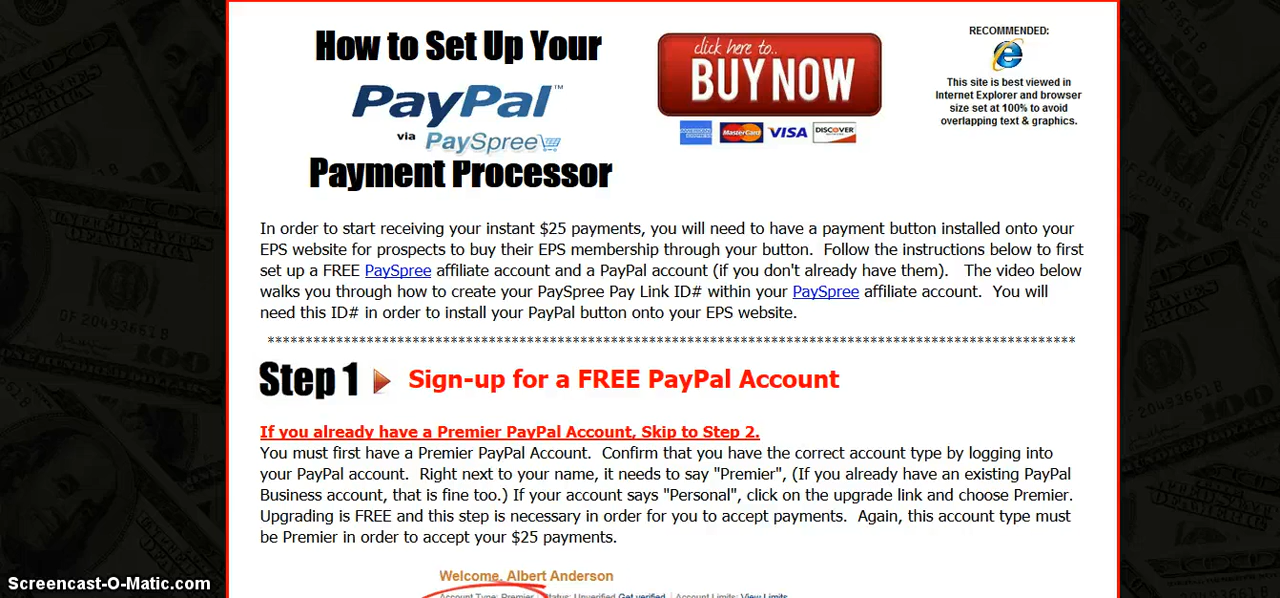 How to Set Up Your
PayPal™
via PaySpree
Payment Processor
click here to..
BUY NOW
AMERICAN EXPRESS MasterCard VISA DISCOVER
RECOMMENDED:
This site is best viewed in
Internet Explorer and browser
size set at 100% to avoid
overlapping text & graphics.
In order to start receiving your instant $25 payments, you will need to have a payment button installed onto your
EPS website for prospects to buy their EPS membership through your button.  Follow the instructions below to first
set up a FREE PaySpree affiliate account and a PayPal account (if you don't already have them).   The video below
walks you through how to create your PaySpree Pay Link ID# within your PaySpree affiliate account.  You will
need this ID# in order to install your PayPal button onto your EPS website.
*********************************************************************************************************
Step 1 Sign-up for a FREE PayPal Account
If you already have a Premier PayPal Account, Skip to Step 2.
You must first have a Premier PayPal Account.  Confirm that you have the correct account type by logging into
your PayPal account.  Right next to your name, it needs to say "Premier", (If you already have an existing PayPal
Business account, that is fine too.) If your account says "Personal", click on the upgrade link and choose Premier.
Upgrading is FREE and this step is necessary in order for you to accept payments.  Again, this account type must
be Premier in order to accept your $25 payments.
Welcome, Albert Anderson
Account Type: Premier | Status: Unverified Get verified | Account Limits: View Limits
Screencast-O-Matic.com